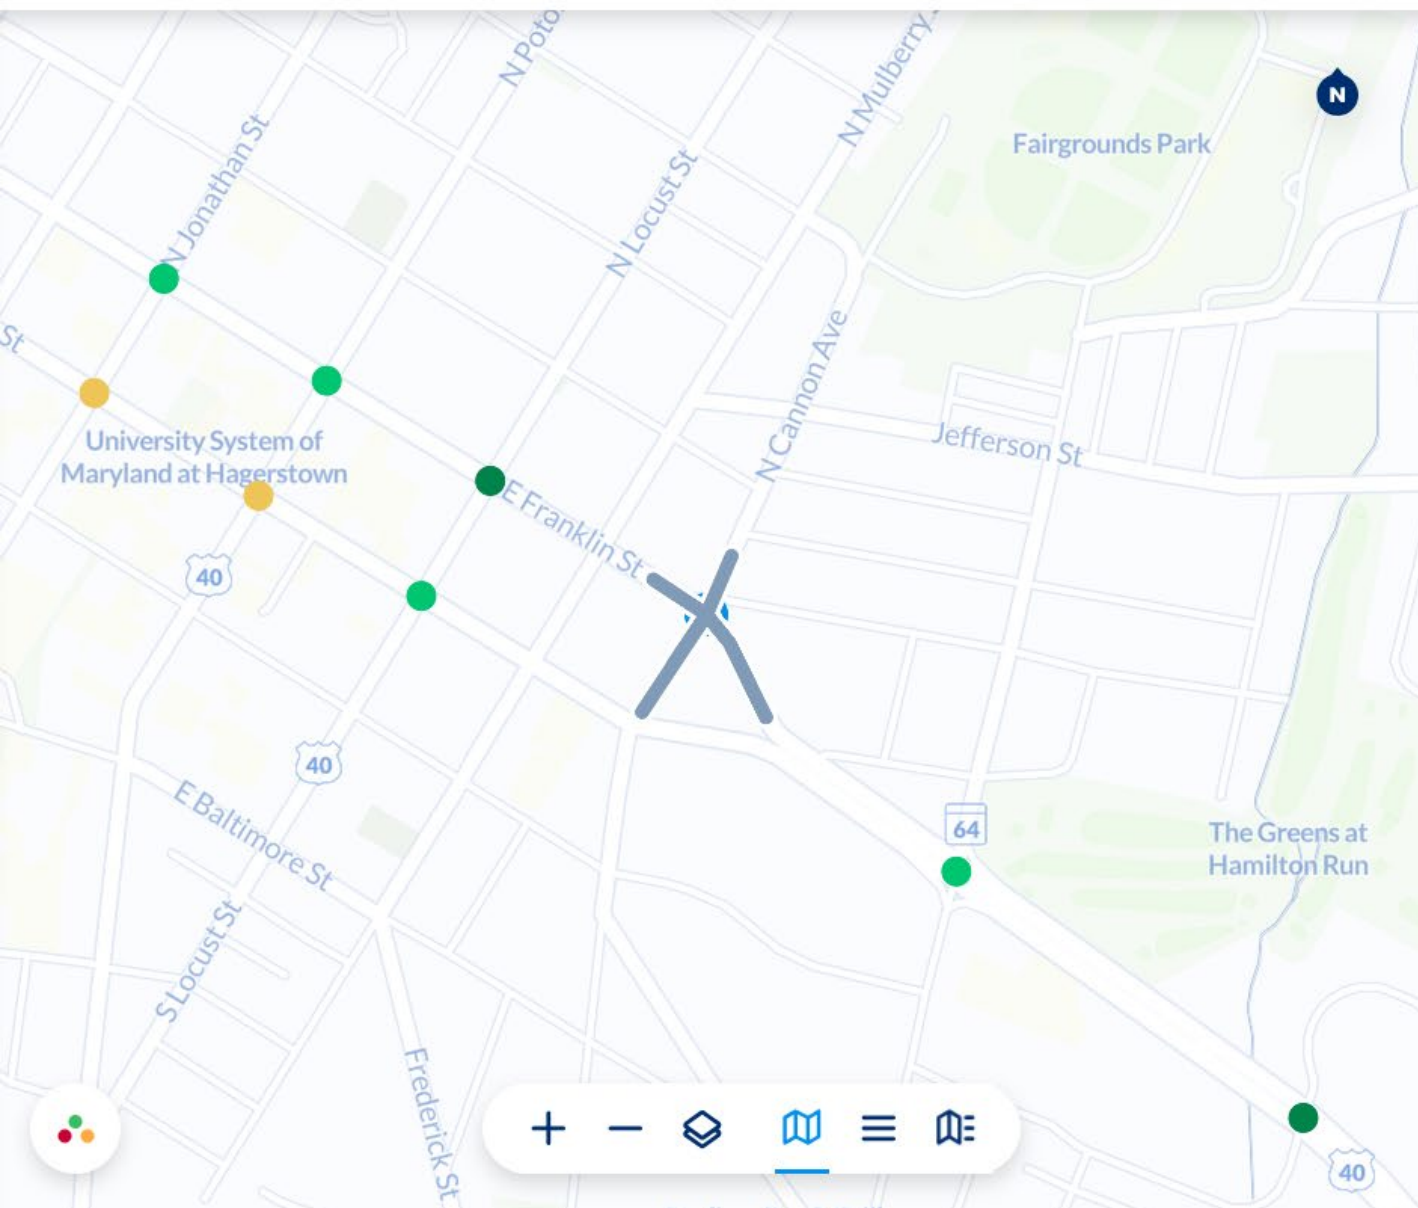 N Poto
N Mulberry
N
Fairgrounds Park
N Jonathan St
N Locust St
St
N Cannon Ave
University System of
Maryland at Hagerstown
Jefferson St
E Franklin St
40
40
E Baltimore St
64
The Greens at
Hamilton Run
S Locust St
Frederick St
40